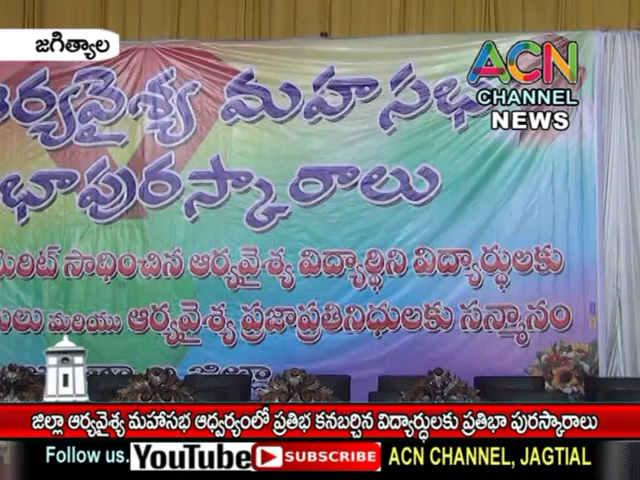 జగిత్యాల
ACN
CHANNEL
NEWS
ఆర్యవైశ్య మహాసభ
భాపురస్కారాలు
మెరిట్ సాధించిన ఆర్యవైశ్య విద్యార్థిని విద్యార్థులకు
మరియు ఆర్యవైశ్య ప్రజాప్రతినిధులకు సన్మానం
జిల్లా ఆర్యవైశ్య మహాసభ ఆధ్వర్యంలో ప్రతిభ కనబర్చిన విద్యార్థులకు ప్రతిభా పురస్కారాలు
Follow us. YouTube SUBSCRIBE ACN CHANNEL, JAGTIAL